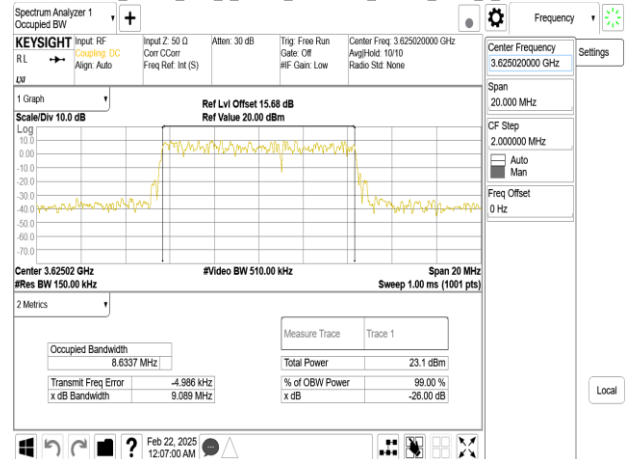 Spectrum Analyzer 1
Occupied BW
Frequency
KEYSIGHT
Input: RF
Coupling: DC
Align: Auto
Input Z: 50 Ω
Corr CCorr
Freq Ref: Int (S)
Atten: 30 dB
Trig: Free Run
Gate: Off
#IF Gain: Low
Center Freq: 3.625020000 GHz
Avg|Hold: 10/10
Radio Std: None
RL
LXI
Center Frequency
3.625020000 GHz
Settings
Span
20.000 MHz
CF Step
2.000000 MHz
Auto
Man
Freq Offset
0 Hz
Local
1 Graph
Scale/Div 10.0 dB
Ref Lvl Offset 15.68 dB
Ref Value 20.00 dBm
Log
10.0
0.00
-10.0
-20.0
-30.0
-40.0
-50.0
-60.0
-70.0
Center 3.62502 GHz
#Res BW 150.00 kHz
#Video BW 510.00 kHz
Span 20 MHz
Sweep 1.00 ms (1001 pts)
2 Metrics
Measure Trace Trace 1
Occupied Bandwidth
8.6337 MHz
Total Power 23.1 dBm
Transmit Freq Error -4.986 kHz
% of OBW Power 99.00 %
x dB Bandwidth 9.089 MHz
x dB -26.00 dB
?
Feb 22, 2025
12:07:00 AM